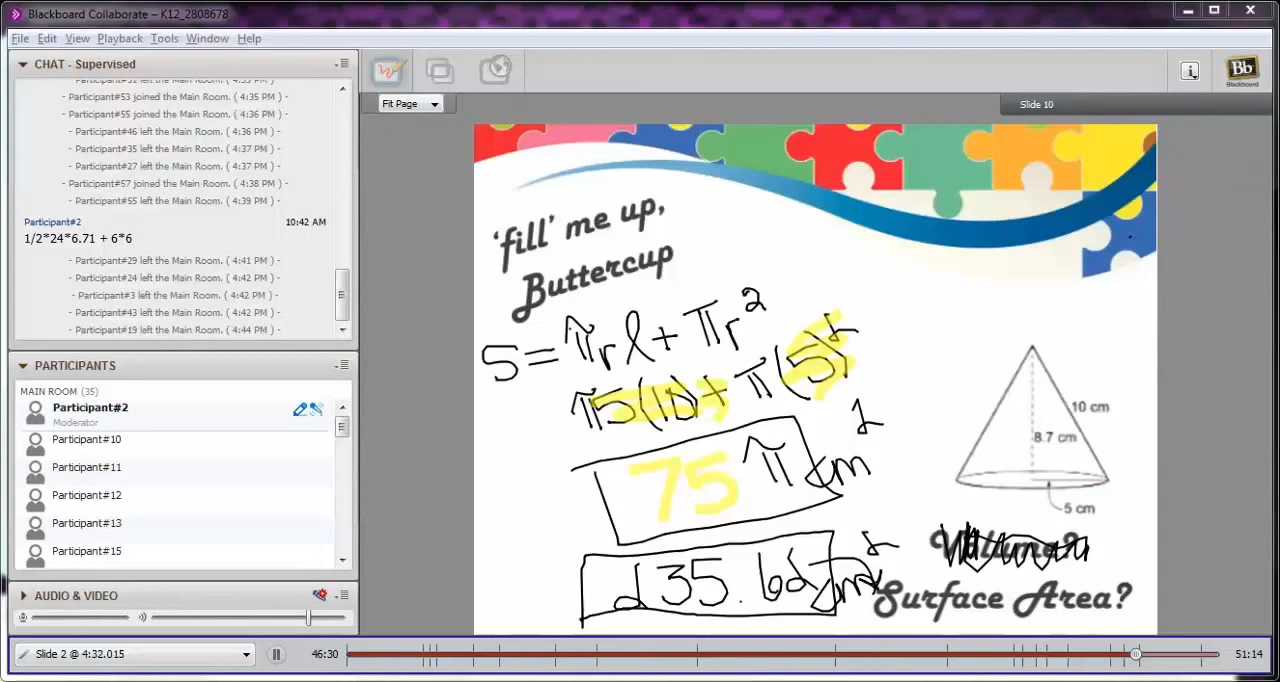 Blackboard Collaborate – K12_2808678
File Edit View Playback Tools Window Help
CHAT - Supervised
- Participant#53 joined the Main Room. ( 4:35 PM ) -
- Participant#55 joined the Main Room. ( 4:36 PM ) -
- Participant#46 left the Main Room. ( 4:36 PM ) -
- Participant#35 left the Main Room. ( 4:37 PM ) -
- Participant#27 left the Main Room. ( 4:37 PM ) -
- Participant#57 joined the Main Room. ( 4:38 PM ) -
- Participant#55 left the Main Room. ( 4:39 PM ) -
Participant#2 10:42 AM
1/2*24*6.71 + 6*6
- Participant#29 left the Main Room. ( 4:41 PM ) -
- Participant#24 left the Main Room. ( 4:42 PM ) -
- Participant#3 left the Main Room. ( 4:42 PM ) -
- Participant#43 left the Main Room. ( 4:42 PM ) -
- Participant#19 left the Main Room. ( 4:44 PM ) -
PARTICIPANTS
MAIN ROOM (35)
Participant#2
Moderator
Participant#10
Participant#11
Participant#12
Participant#13
Participant#15
AUDIO & VIDEO
Slide 2 @ 4:32.015
46:30
51:14
Fit Page
i
Bb
Blackboard
Slide 10
'fill' me up,
Buttercup
S = πrl + πr²
π5(10) + π(5)²
75 π cm²
235.62 cm²
10 cm
8.7 cm
5 cm
Volume?
Surface Area?